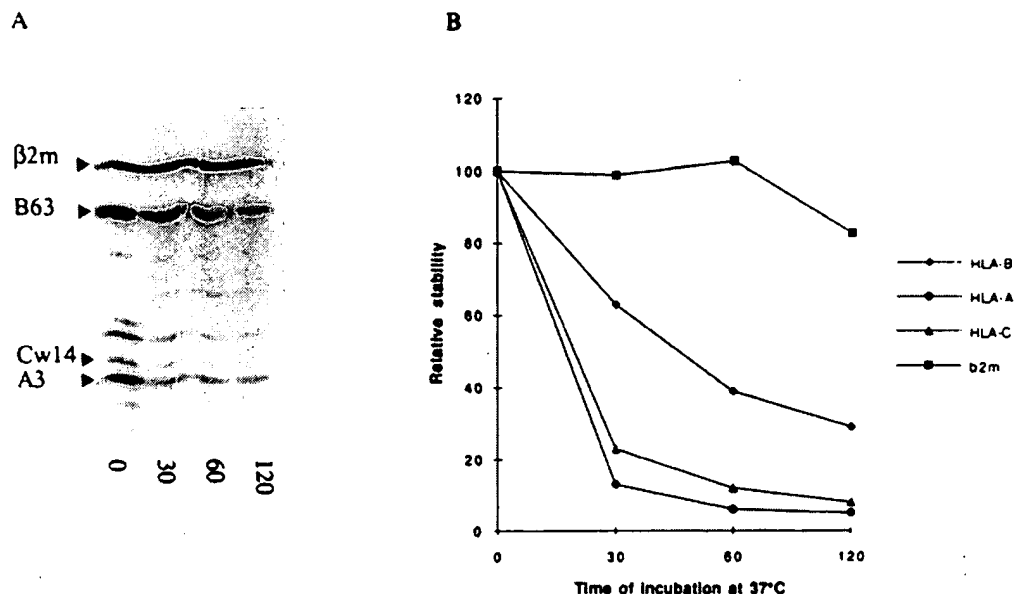 A
β2m
B63
Cw14
A3
0 30 60 120
B
120
100
80
60
40
20
0
Relative stability
0 30 60 120
Time of incubation at 37°C
HLA-B
HLA-A
HLA-C
b2m